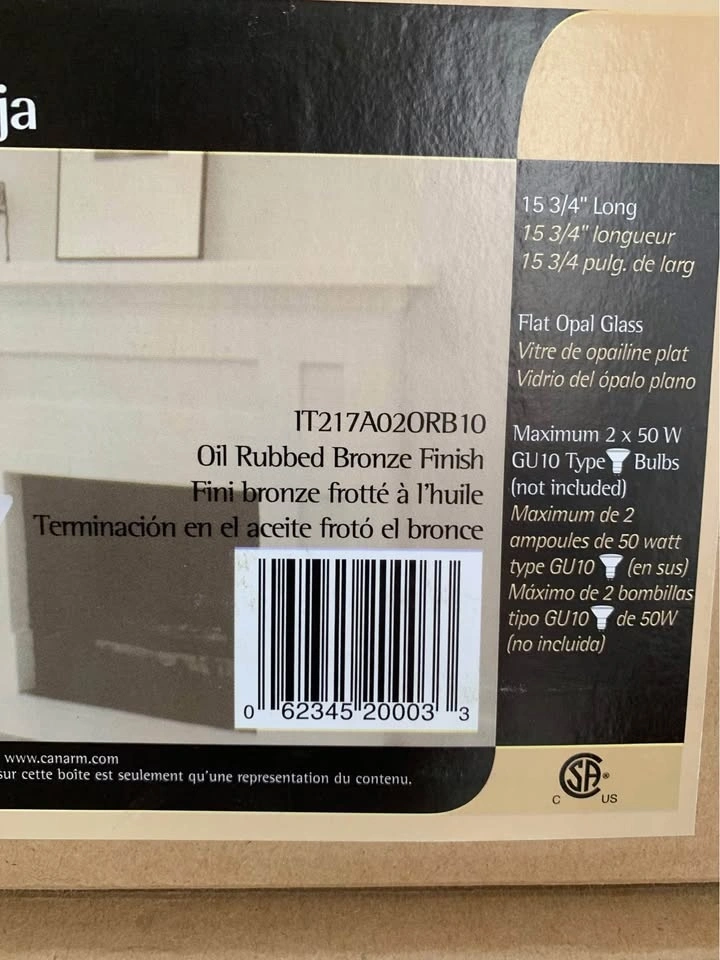 ja
15 3/4" Long
15 3/4" longueur
15 3/4 pulg. de larg
Flat Opal Glass
Vitre de opailine plat
Vidrio del ópalo plano
IT217A02ORB10
Oil Rubbed Bronze Finish
Fini bronze frotté à l'huile
Terminación en el aceite frotó el bronce
Maximum 2 x 50 W
GU10 Type Bulbs
(not included)
Maximum de 2
ampoules de 50 watt
type GU10 (en sus)
Máximo de 2 bombillas
tipo GU10 de 50W
(no incluida)
0 62345 20003 3
www.canarm.com
sur cette boîte est seulement qu'une representation du contenu.
SA®
C US